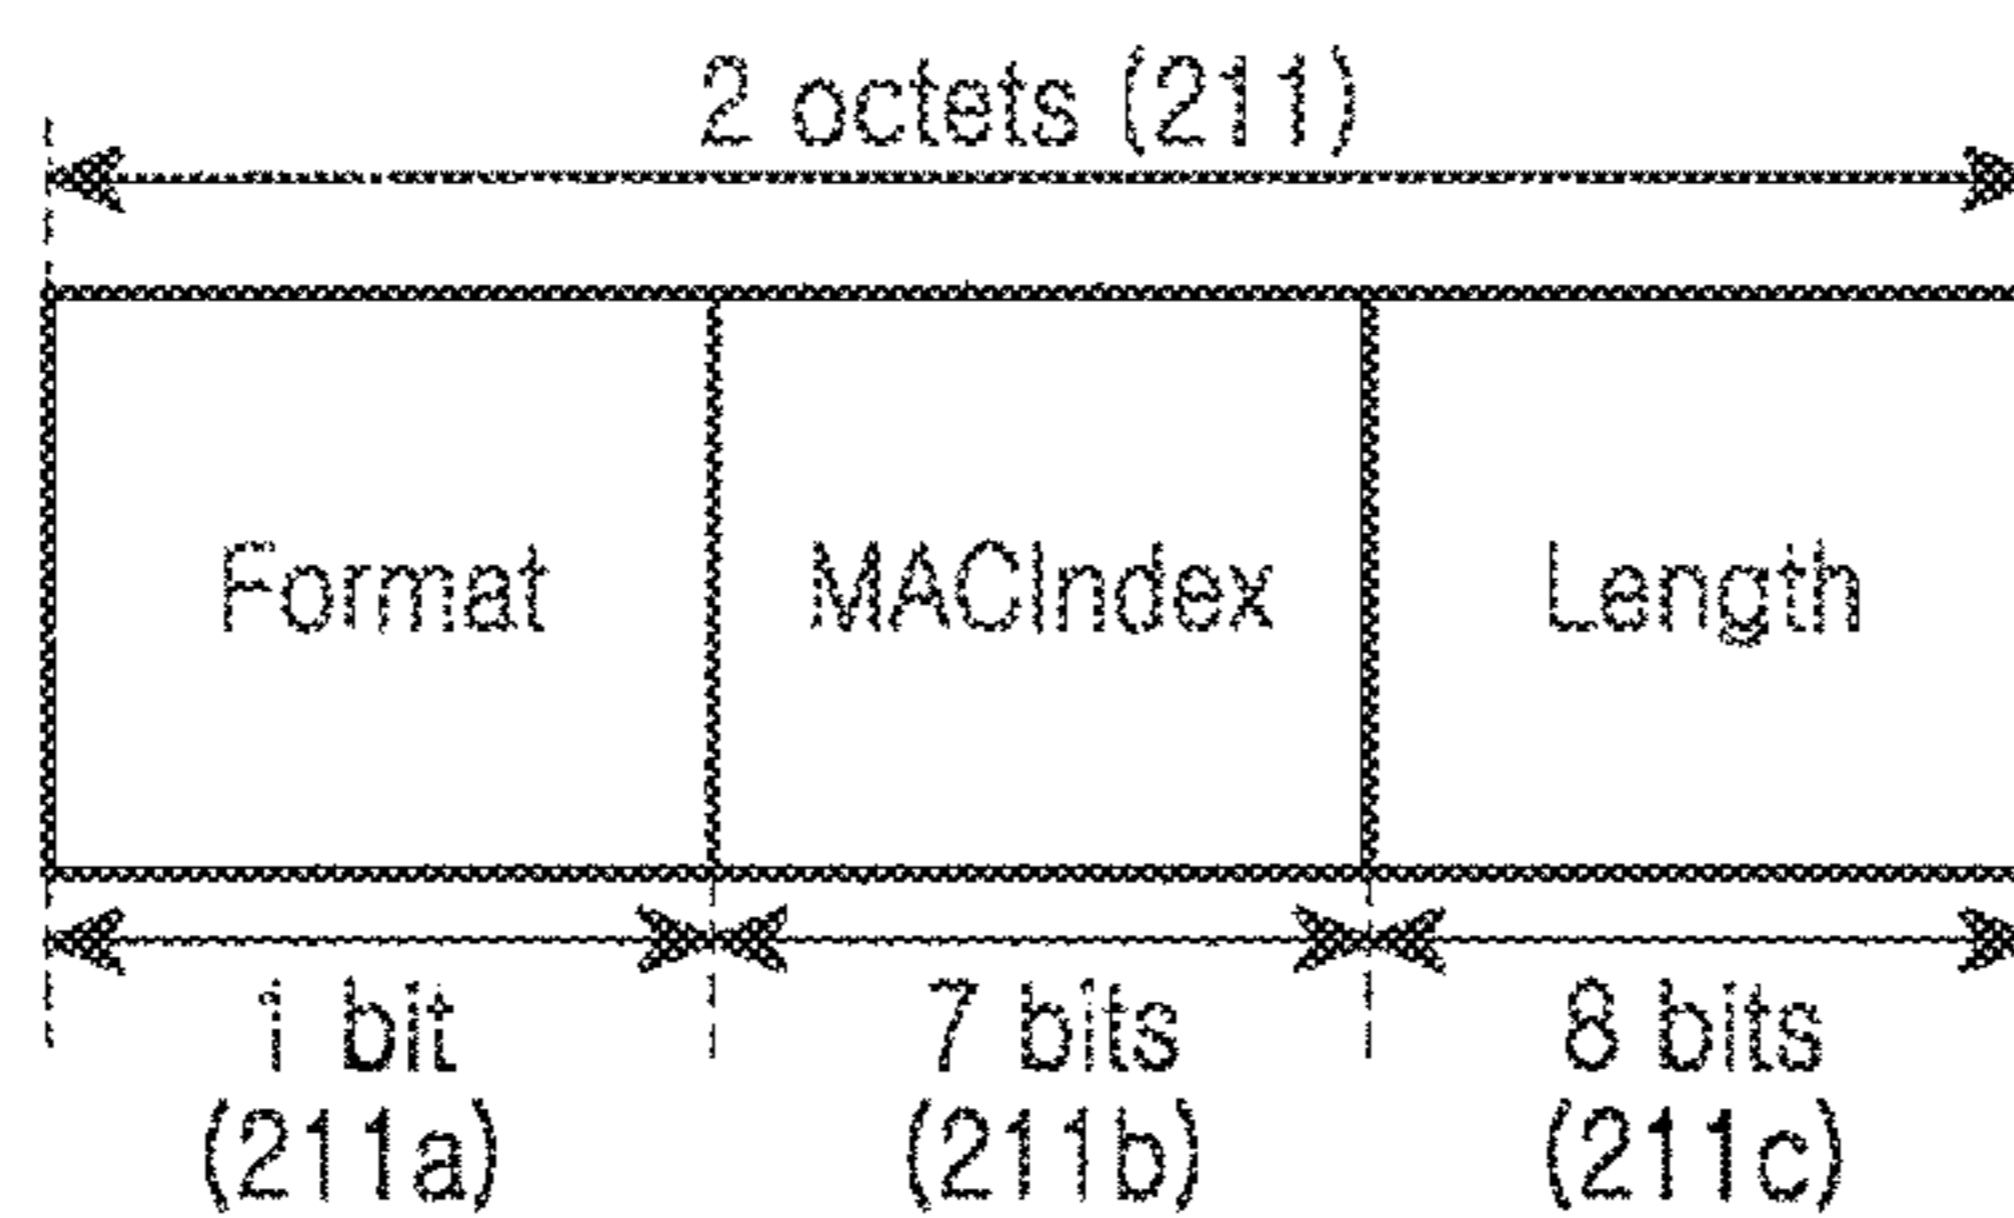 2 octets (211)
Format MACIndex Length
1 bit 7 bits 8 bits
(211a) (211b) (211c)